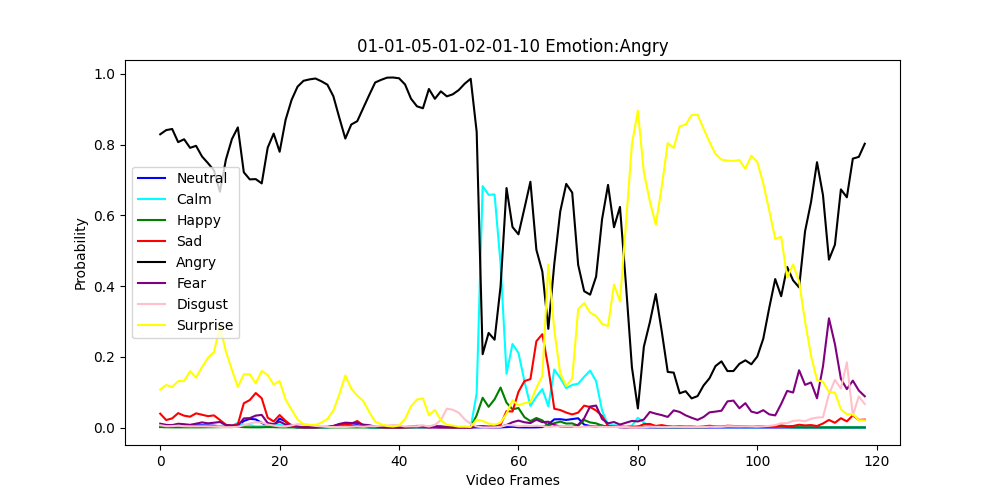 01-01-05-01-02-01-10 Emotion:Angry
1.0
0.8
0.6
0.4
0.2
0.0
Probability
Neutral
Calm
Happy
Sad
Angry
Fear
Disgust
Surprise
0 20 40 60 80 100 120
Video Frames